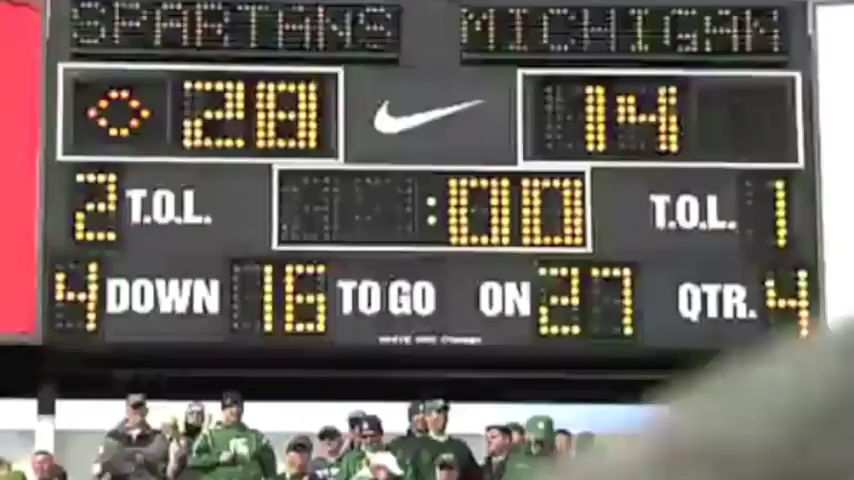 SPARTANS MICHIGAN
28 14
2 T.O.L. :00 T.O.L. 1
4 DOWN 16 TO GO ON 27 QTR. 4